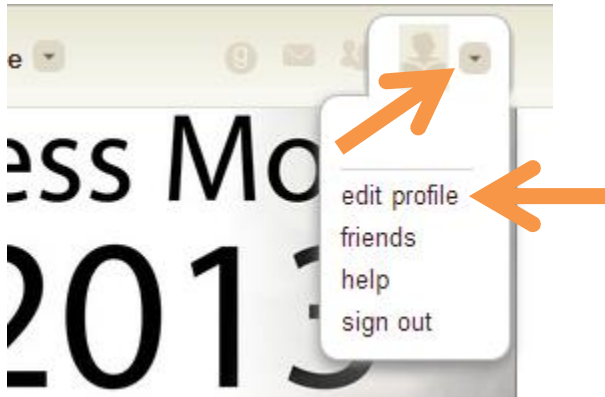 e
g
ess Mo
edit profile
friends
help
sign out
2013